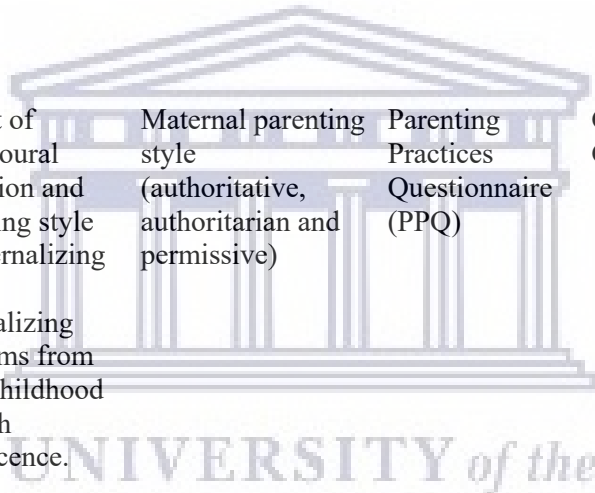 t of
oural
ion and
ng style
ernalizing
alizing
ms from
hildhood
h
cence.
Maternal parenting
style
(authoritative,
authoritarian and
permissive)
Parenting
Practices
Questionnaire
(PPQ)
UNIVERSITY of the